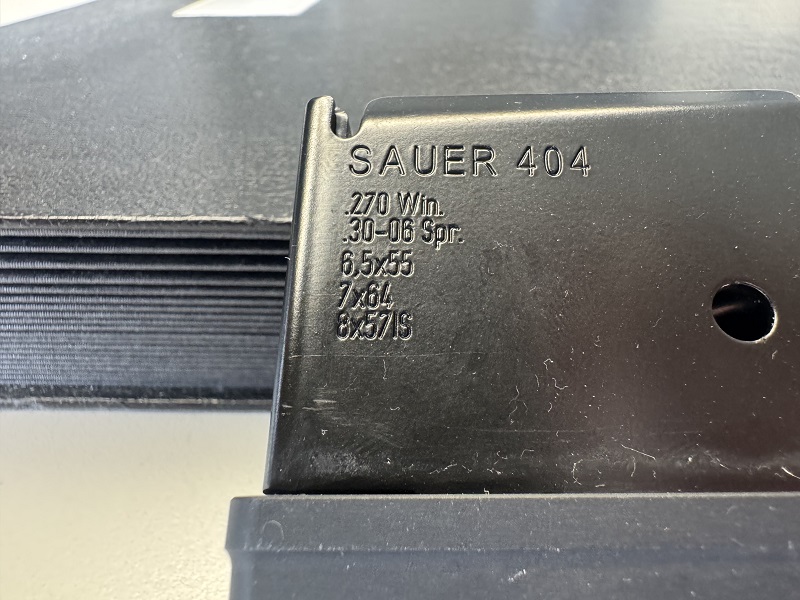 SAUER 404
.270 Win.
.30-06 Spr.
6,5x55
7x64
8x57IS